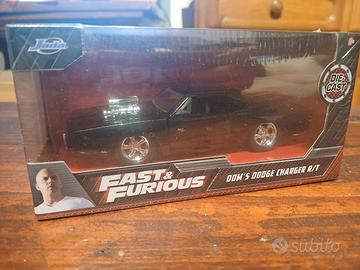 Jada
DIE
CAST
FAST &
FURIOUS
DOM'S DODGE CHARGER R/T
subito